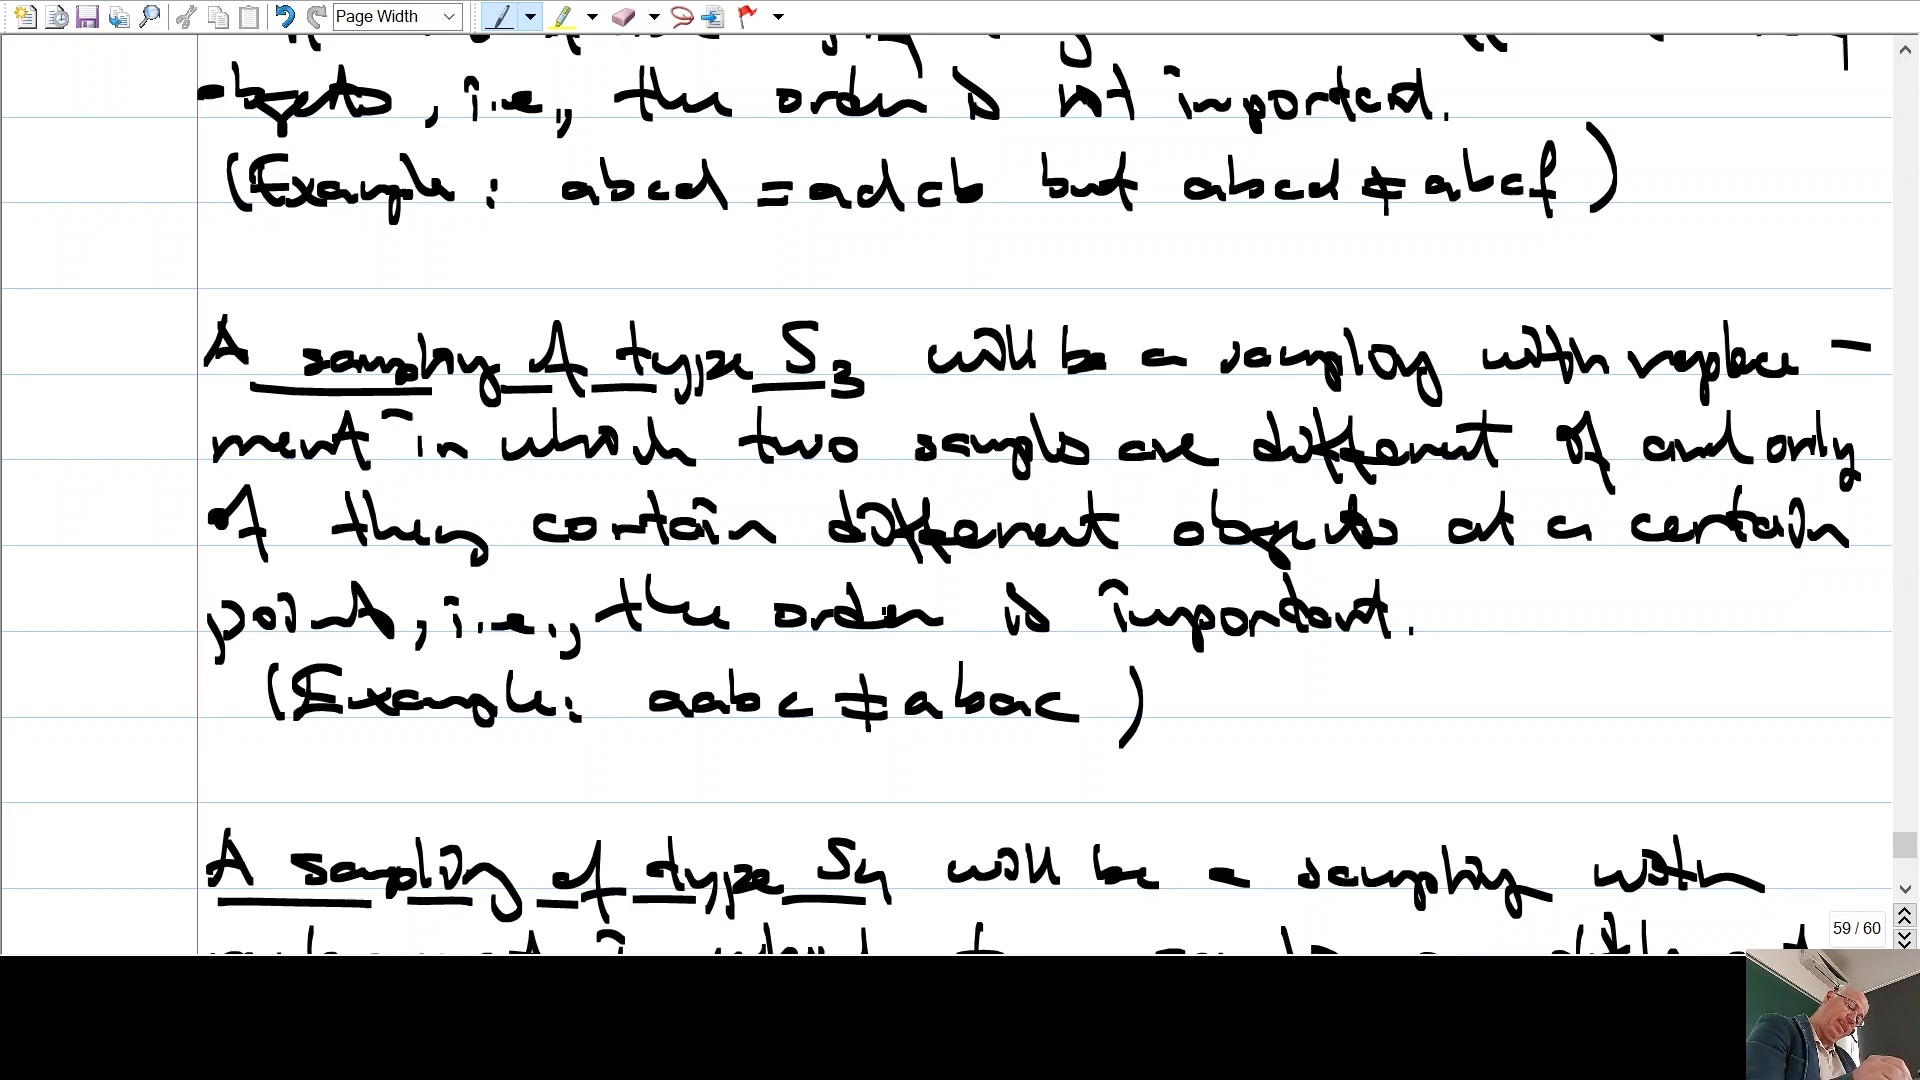 Page Width
objects, i.e., the order is not important.
(Example: abcd = adcb but abcd ≠ abcf)
A sampling of type S3 will be a sampling with replace-
ment in which two samples are different if and only
if they contain different objects at a certain
point, i.e., the order is important.
(Example: aabc ≠ abac)
A sampling of type S4 will be a sampling with
59 / 60